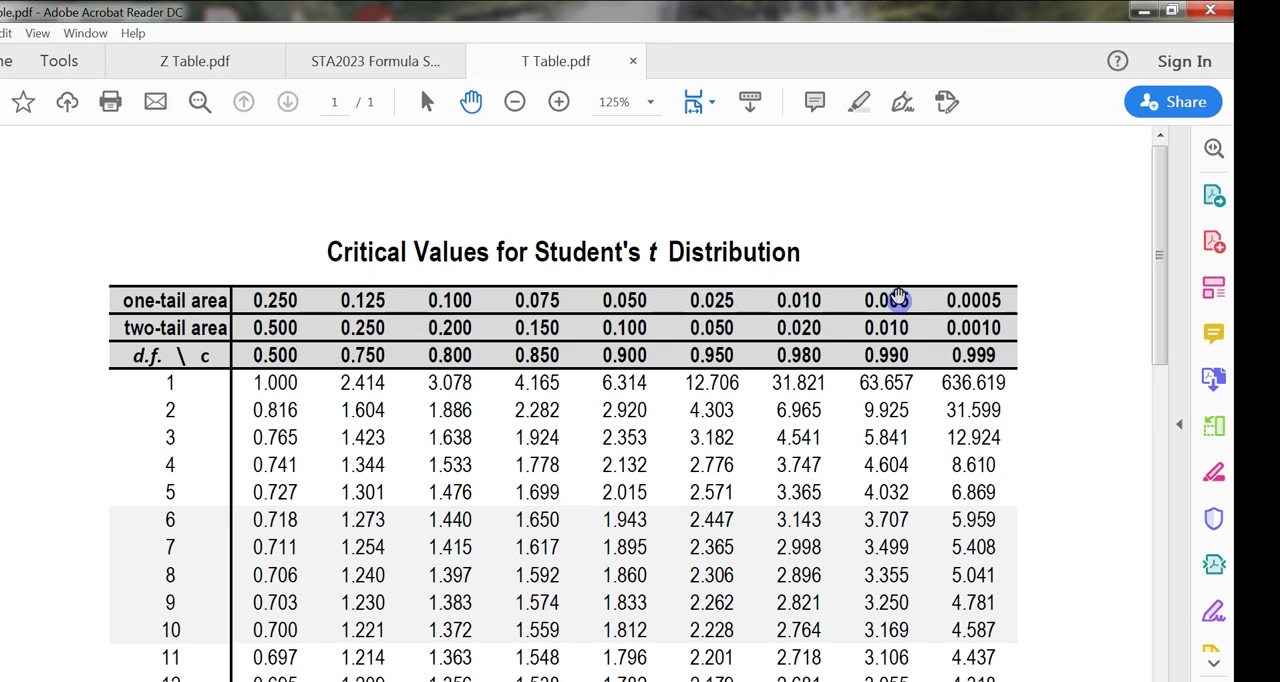 ble.pdf - Adobe Acrobat Reader DC
dit View Window Help
ne Tools Z Table.pdf STA2023 Formula S... T Table.pdf × ? Sign In
1 / 1 125% Share
Critical Values for Student's t Distribution
one-tail area 0.250 0.125 0.100 0.075 0.050 0.025 0.010 0.0005
two-tail area 0.500 0.250 0.200 0.150 0.100 0.050 0.020 0.010 0.0010
d.f. \ c 0.500 0.750 0.800 0.850 0.900 0.950 0.980 0.990 0.999
1 1.000 2.414 3.078 4.165 6.314 12.706 31.821 63.657 636.619
2 0.816 1.604 1.886 2.282 2.920 4.303 6.965 9.925 31.599
3 0.765 1.423 1.638 1.924 2.353 3.182 4.541 5.841 12.924
4 0.741 1.344 1.533 1.778 2.132 2.776 3.747 4.604 8.610
5 0.727 1.301 1.476 1.699 2.015 2.571 3.365 4.032 6.869
6 0.718 1.273 1.440 1.650 1.943 2.447 3.143 3.707 5.959
7 0.711 1.254 1.415 1.617 1.895 2.365 2.998 3.499 5.408
8 0.706 1.240 1.397 1.592 1.860 2.306 2.896 3.355 5.041
9 0.703 1.230 1.383 1.574 1.833 2.262 2.821 3.250 4.781
10 0.700 1.221 1.372 1.559 1.812 2.228 2.764 3.169 4.587
11 0.697 1.214 1.363 1.548 1.796 2.201 2.718 3.106 4.437